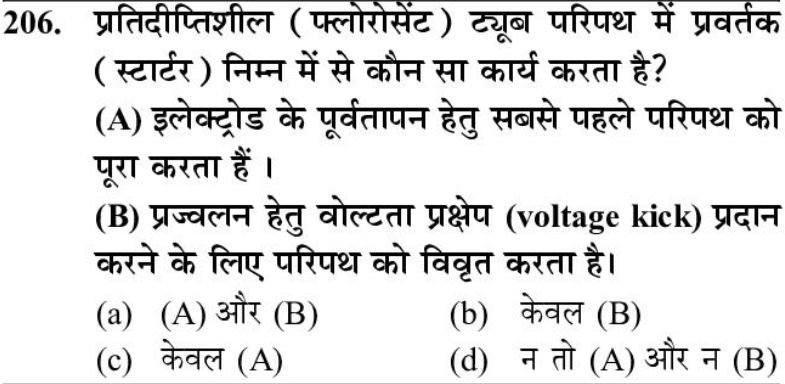 206. प्रतिदीप्तिशील ( फ्लोरोसेंट ) ट्यूब परिपथ में प्रवर्तक
( स्टार्टर ) निम्न में से कौन सा कार्य करता है?
(A) इलेक्ट्रोड के पूर्वतापन हेतु सबसे पहले परिपथ को
पूरा करता हैं ।
(B) प्रज्वलन हेतु वोल्टता प्रक्षेप (voltage kick) प्रदान
करने के लिए परिपथ को विवृत करता है।
(a) (A) और (B) (b) केवल (B)
(c) केवल (A) (d) न तो (A) और न (B)